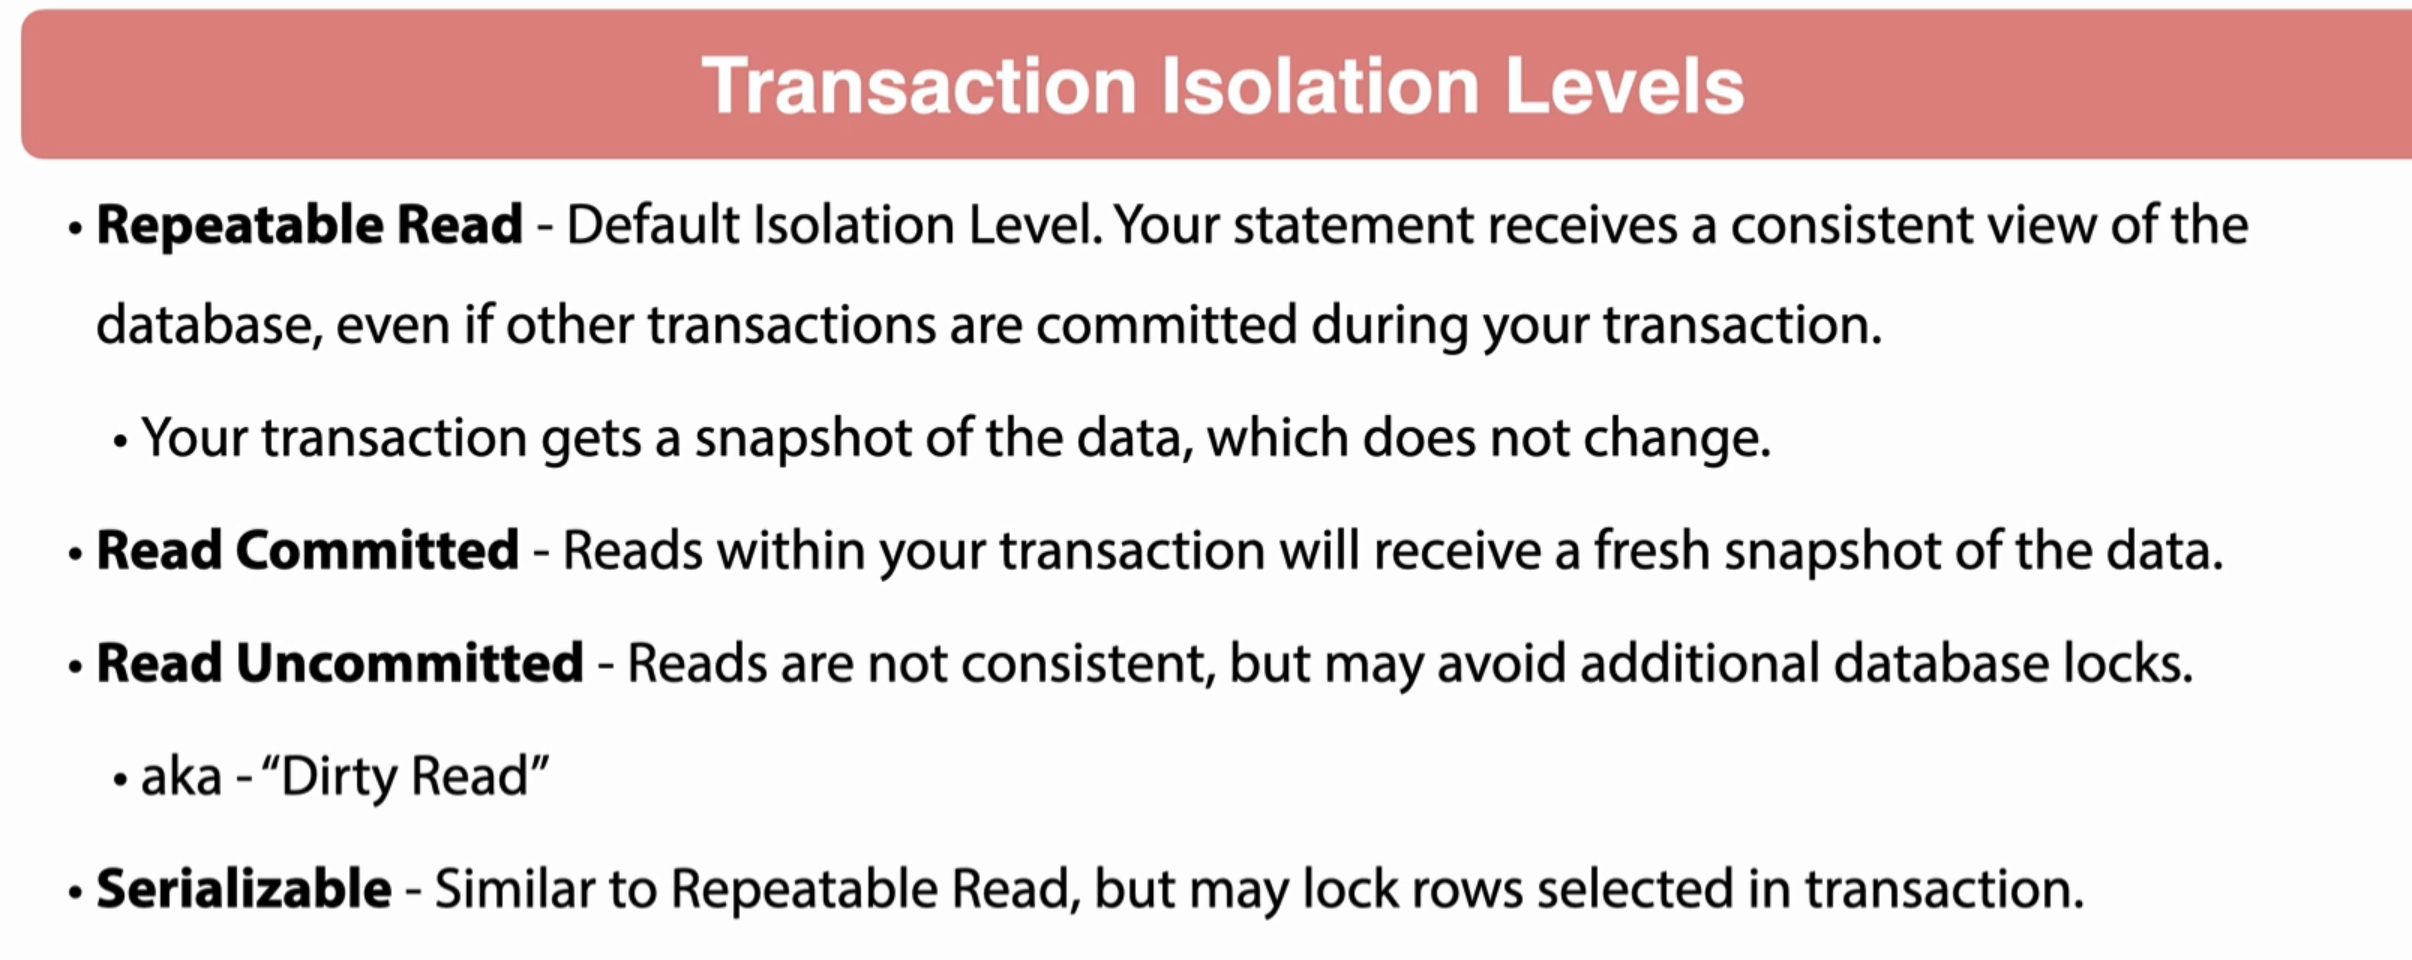 Transaction Isolation Levels
• Repeatable Read - Default Isolation Level. Your statement receives a consistent view of the
database, even if other transactions are committed during your transaction.
• Your transaction gets a snapshot of the data, which does not change.
• Read Committed - Reads within your transaction will receive a fresh snapshot of the data.
• Read Uncommitted - Reads are not consistent, but may avoid additional database locks.
• aka - “Dirty Read”
• Serializable - Similar to Repeatable Read, but may lock rows selected in transaction.